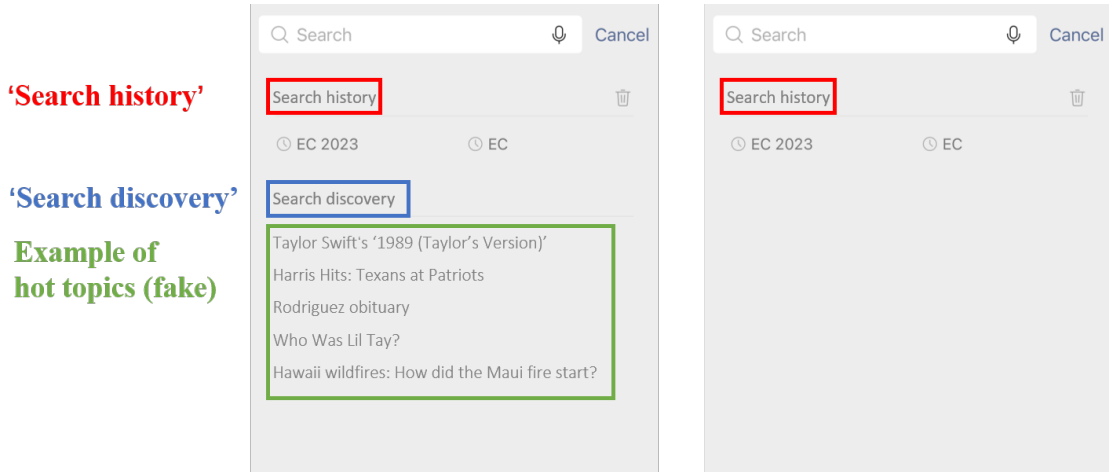 Search Cancel
Search Cancel
‘Search history’
Search history
Search history
EC 2023 EC
EC 2023 EC
‘Search discovery’
Search discovery
Example of
hot topics (fake)
Taylor Swift's ‘1989 (Taylor’s Version)’
Harris Hits: Texans at Patriots
Rodriguez obituary
Who Was Lil Tay?
Hawaii wildfires: How did the Maui fire start?